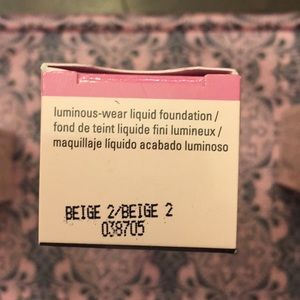 luminous-wear liquid foundation /
fond de teint liquide fini lumineux /
maquillaje líquido acabado luminoso
BEIGE 2/BEIGE 2
038705